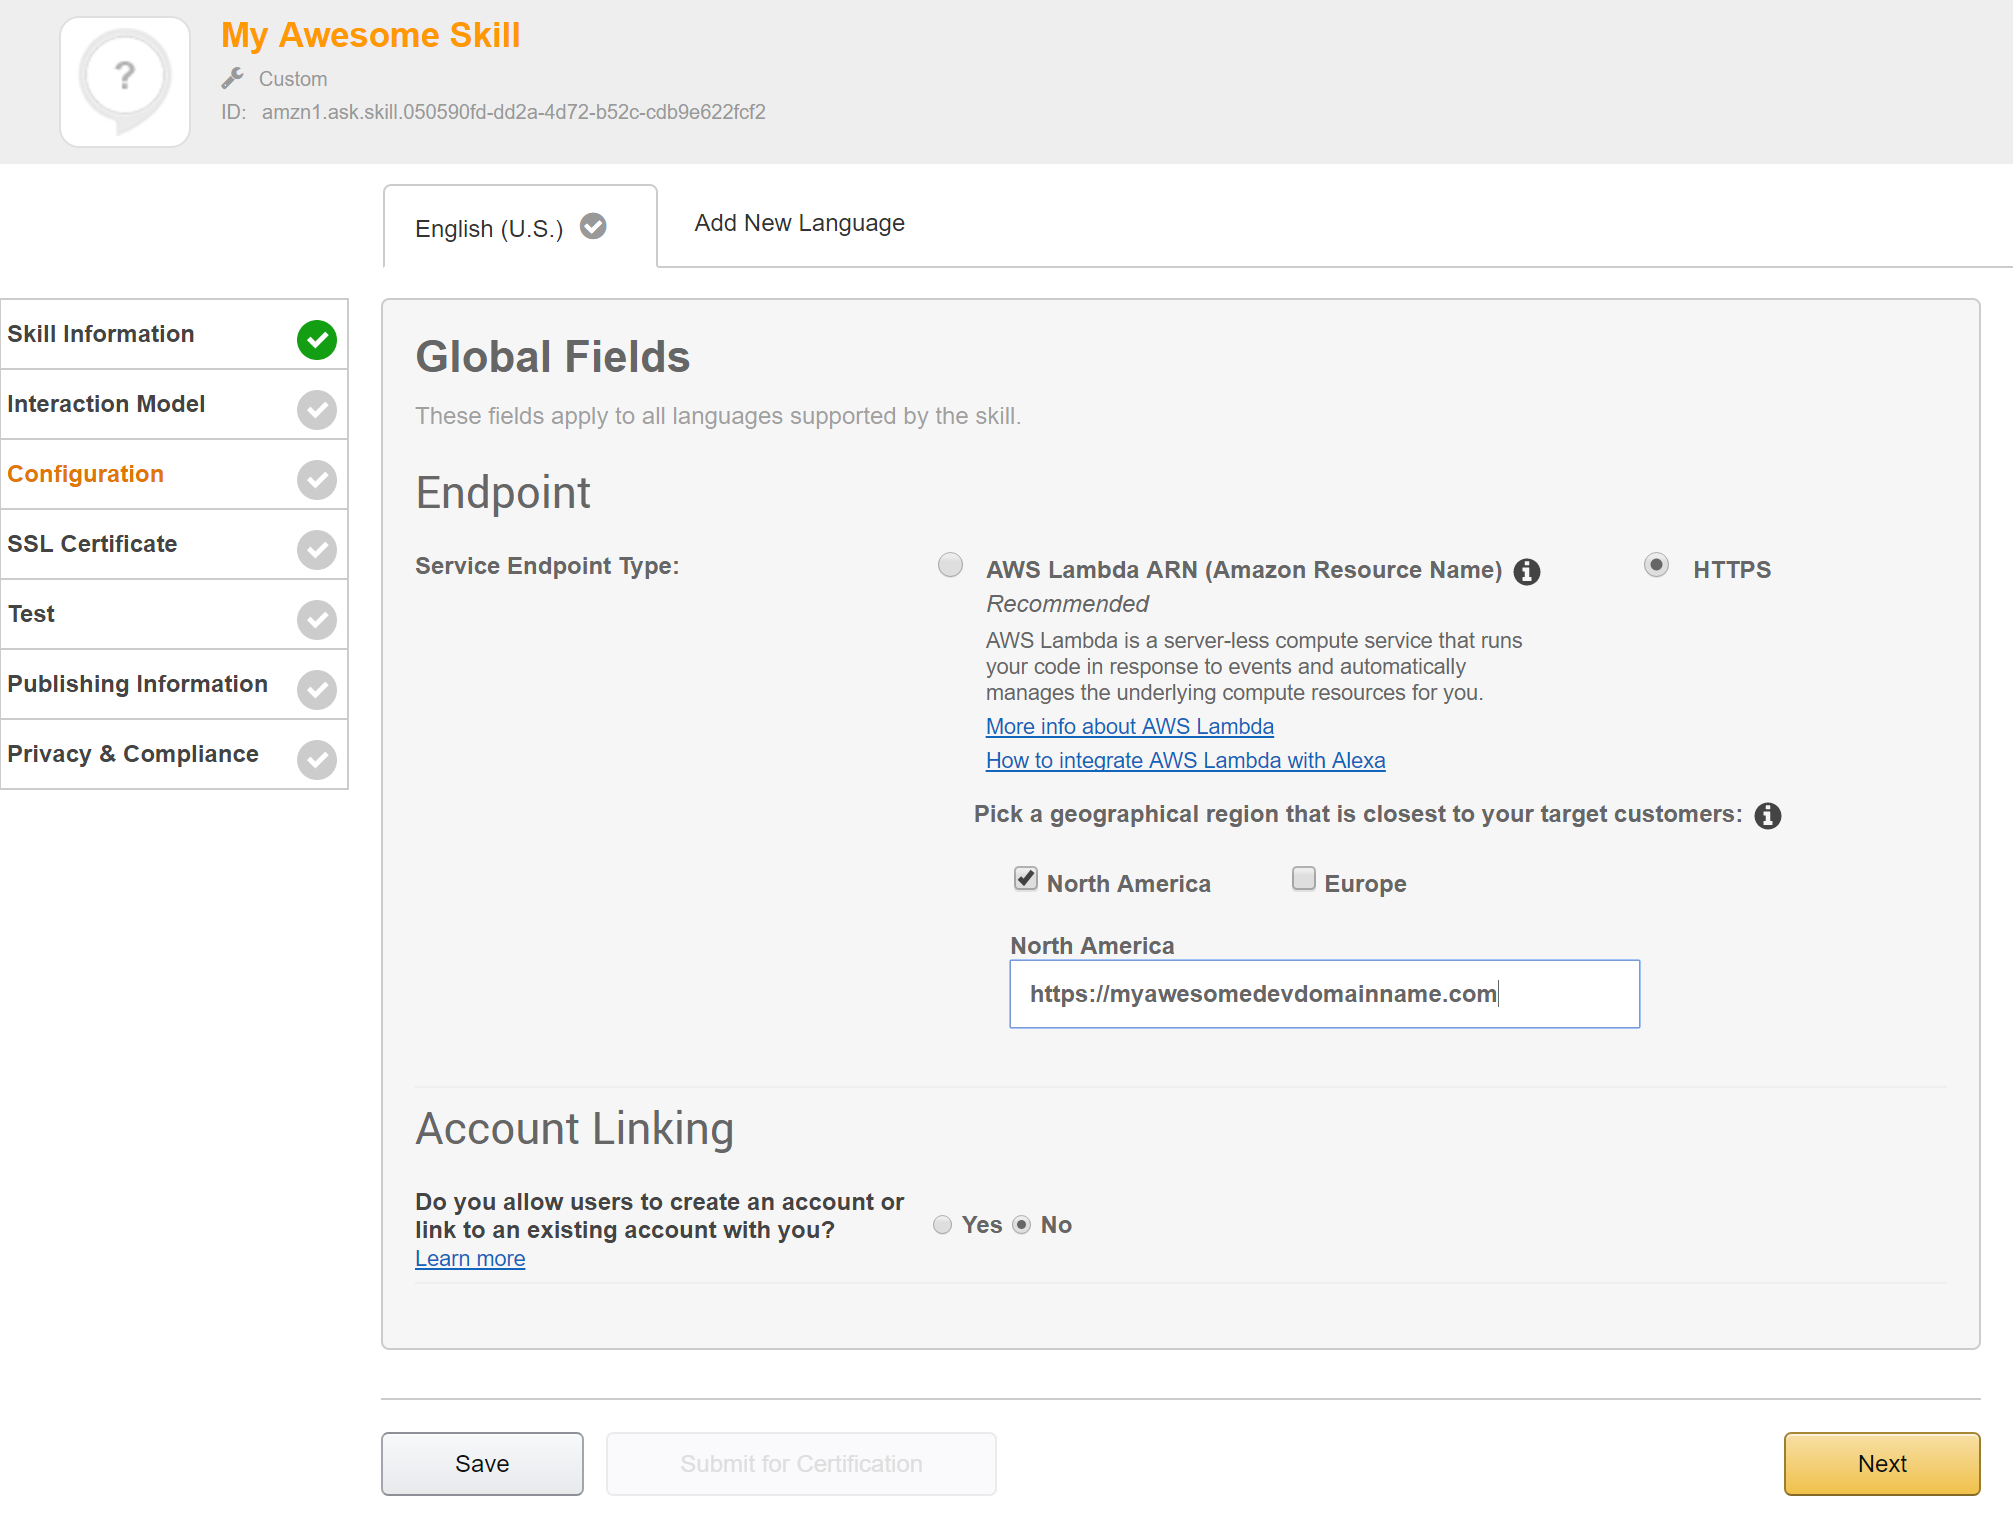 My Awesome Skill
Custom
ID: amzn1.ask.skill.050590fd-dd2a-4d72-b52c-cdb9e622fcf2
English (U.S.)
Add New Language
Skill Information
Interaction Model
Configuration
SSL Certificate
Test
Publishing Information
Privacy & Compliance
Global Fields
These fields apply to all languages supported by the skill.
Endpoint
Service Endpoint Type:
AWS Lambda ARN (Amazon Resource Name)
HTTPS
Recommended
AWS Lambda is a server-less compute service that runs
your code in response to events and automatically
manages the underlying compute resources for you.
More info about AWS Lambda
How to integrate AWS Lambda with Alexa
Pick a geographical region that is closest to your target customers:
North America
Europe
North America
https://myawesomedevdomainname.com
Account Linking
Do you allow users to create an account or
link to an existing account with you?
Yes
No
Learn more
Save
Submit for Certification
Next